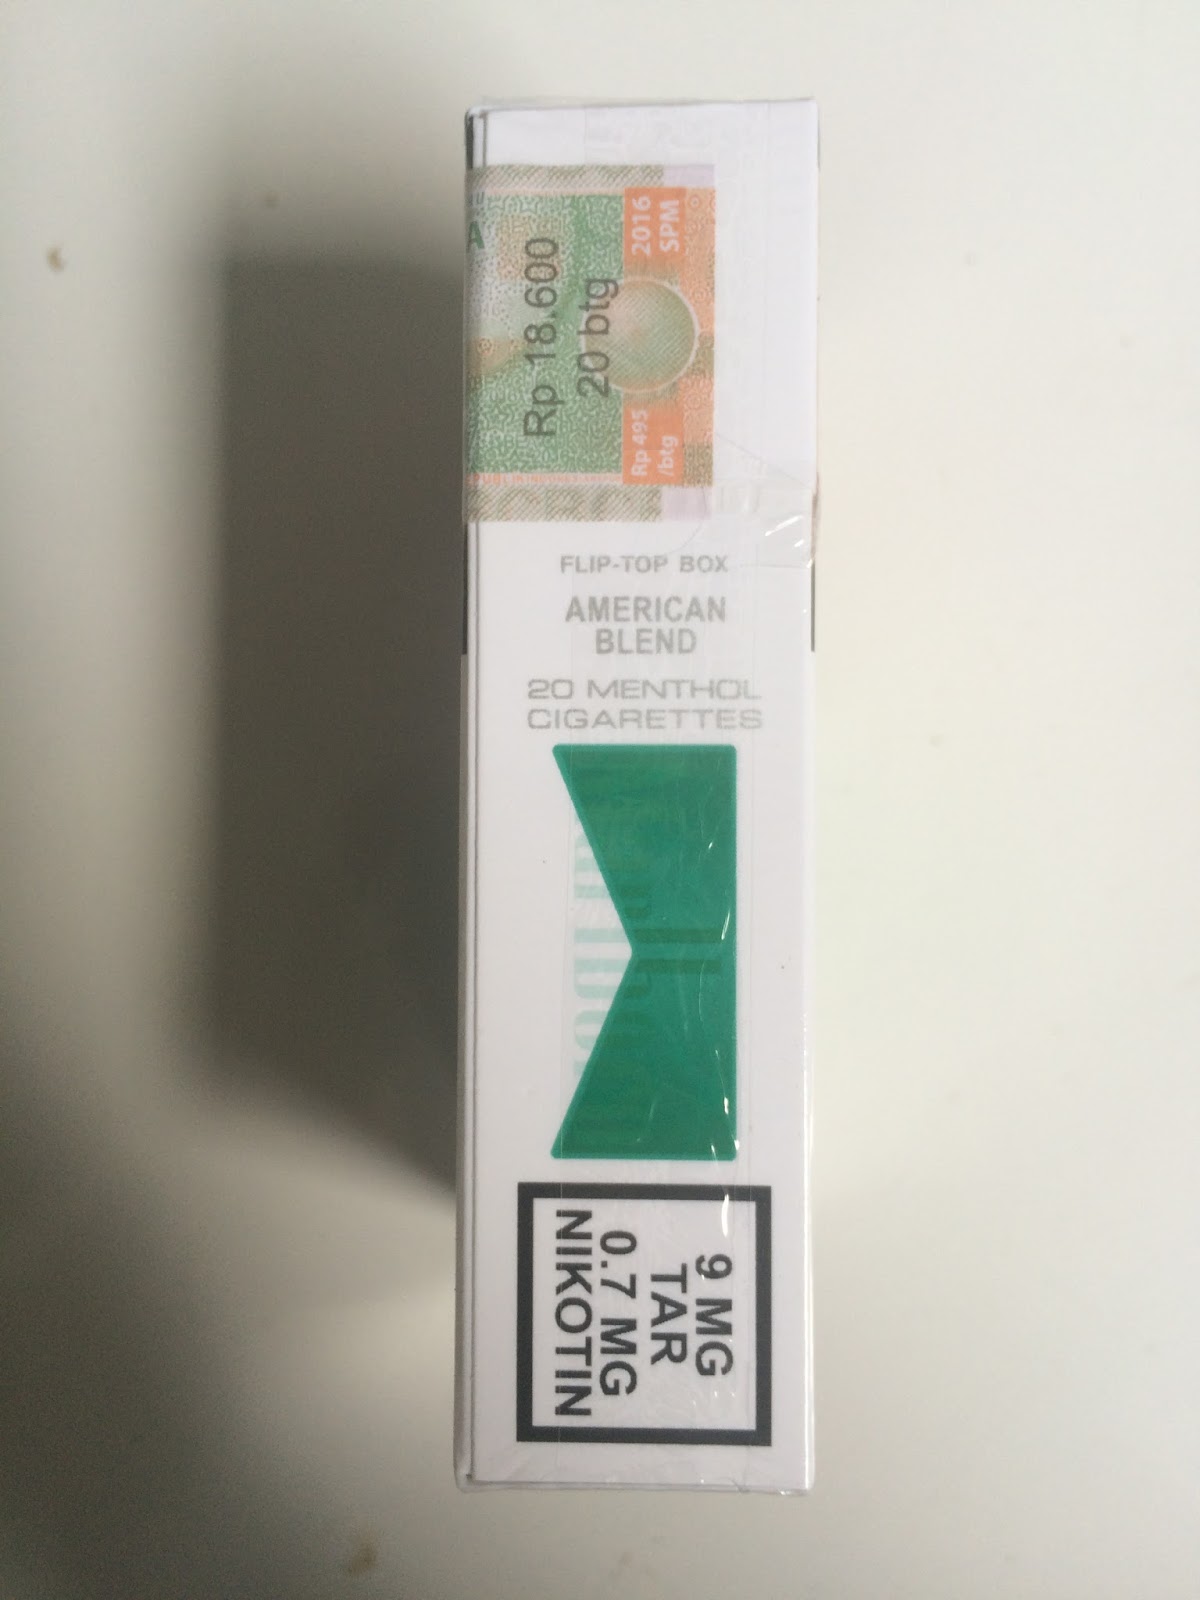 Rp 18.600
20 btg
2016
SPM
Rp 495
/btg
FLIP-TOP BOX
AMERICAN
BLEND
20 MENTHOL
CIGARETTES
9 MG
TAR
0.7 MG
NIKOTIN